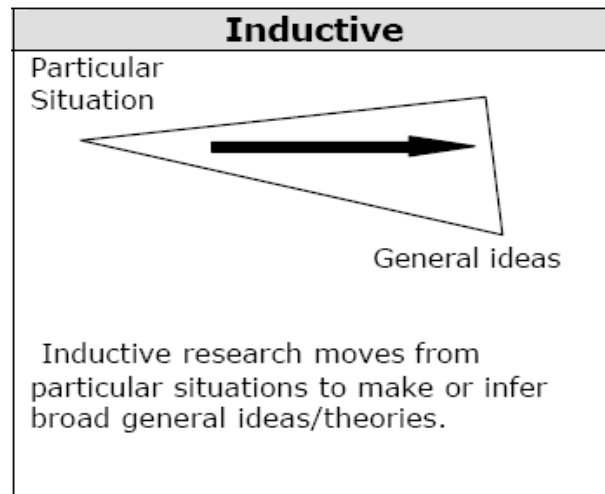 Inductive
Particular
Situation
General ideas
Inductive research moves from
particular situations to make or infer
broad general ideas/theories.